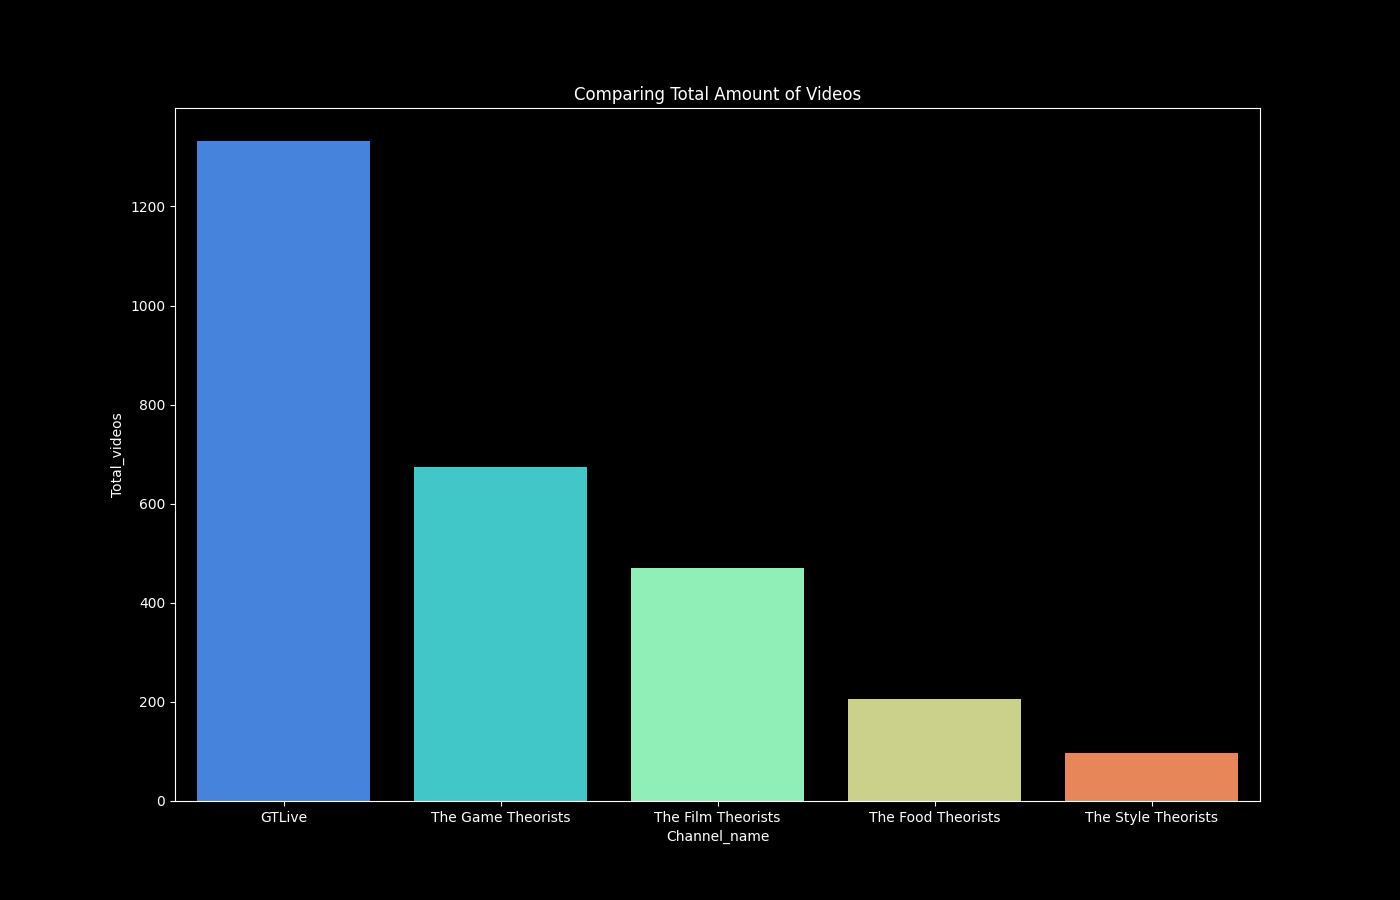 Comparing Total Amount of Videos
1200
1000
800
600
400
200
0
Total_videos
GTLive
The Game Theorists
The Film Theorists
The Food Theorists
The Style Theorists
Channel_name